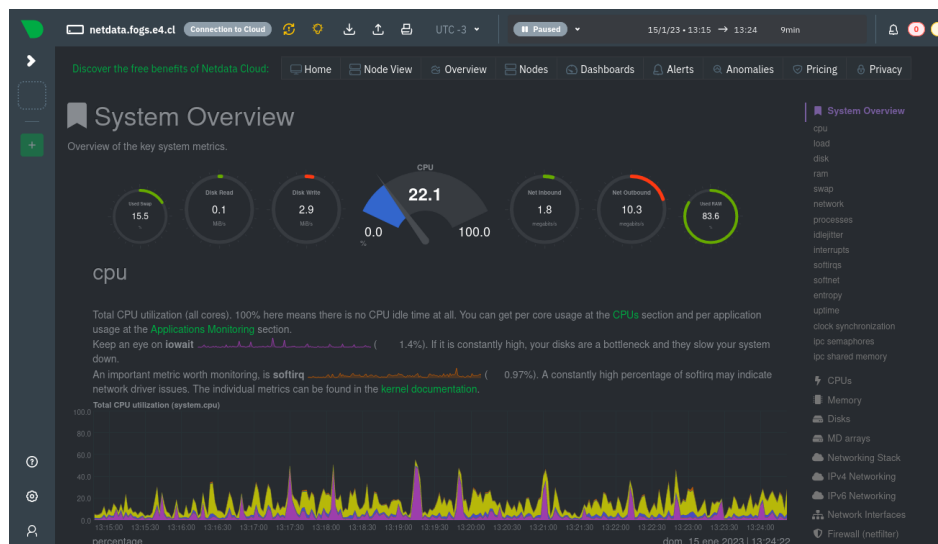 netdata.fogs.e4.cl Connection to Cloud UTC -3 Paused 15/1/23 • 13:15 → 13:24 9min 0
Discover the free benefits of Netdata Cloud: Home Node View Overview Nodes Dashboards Alerts Anomalies Pricing Privacy
System Overview
Overview of the key system metrics.
CPU
Used Swap
15.5
%
Disk Read
0.1
MiB/s
Disk Write
2.9
MiB/s
22.1
0.0
100.0
%
Net Inbound
1.8
megabits/s
Net Outbound
10.3
megabits/s
Used RAM
83.6
%
cpu
Total CPU utilization (all cores). 100% here means there is no CPU idle time at all. You can get per core usage at the CPUs section and per application
usage at the Applications Monitoring section.
Keep an eye on iowait ( 1.4%). If it is constantly high, your disks are a bottleneck and they slow your system
down.
An important metric worth monitoring, is softirq ( 0.97%). A constantly high percentage of softirq may indicate
network driver issues. The individual metrics can be found in the kernel documentation.
Total CPU utilization (system.cpu)
100.0
80.0
60.0
40.0
20.0
0.0
13:15:00 13:15:30 13:16:00 13:16:30 13:17:00 13:17:30 13:18:00 13:18:30 13:19:00 13:19:30 13:20:00 13:20:30 13:21:00 13:21:30 13:22:00 13:22:30 13:23:00 13:23:30 13:24:00
percentage dom, 15 ene 2023 | 13:24:22
System Overview
cpu
load
disk
ram
swap
network
processes
idlejitter
interrupts
softirqs
softnet
entropy
uptime
clock synchronization
ipc semaphores
ipc shared memory
CPUs
Memory
Disks
MD arrays
Networking Stack
IPv4 Networking
IPv6 Networking
Network Interfaces
Firewall (netfilter)